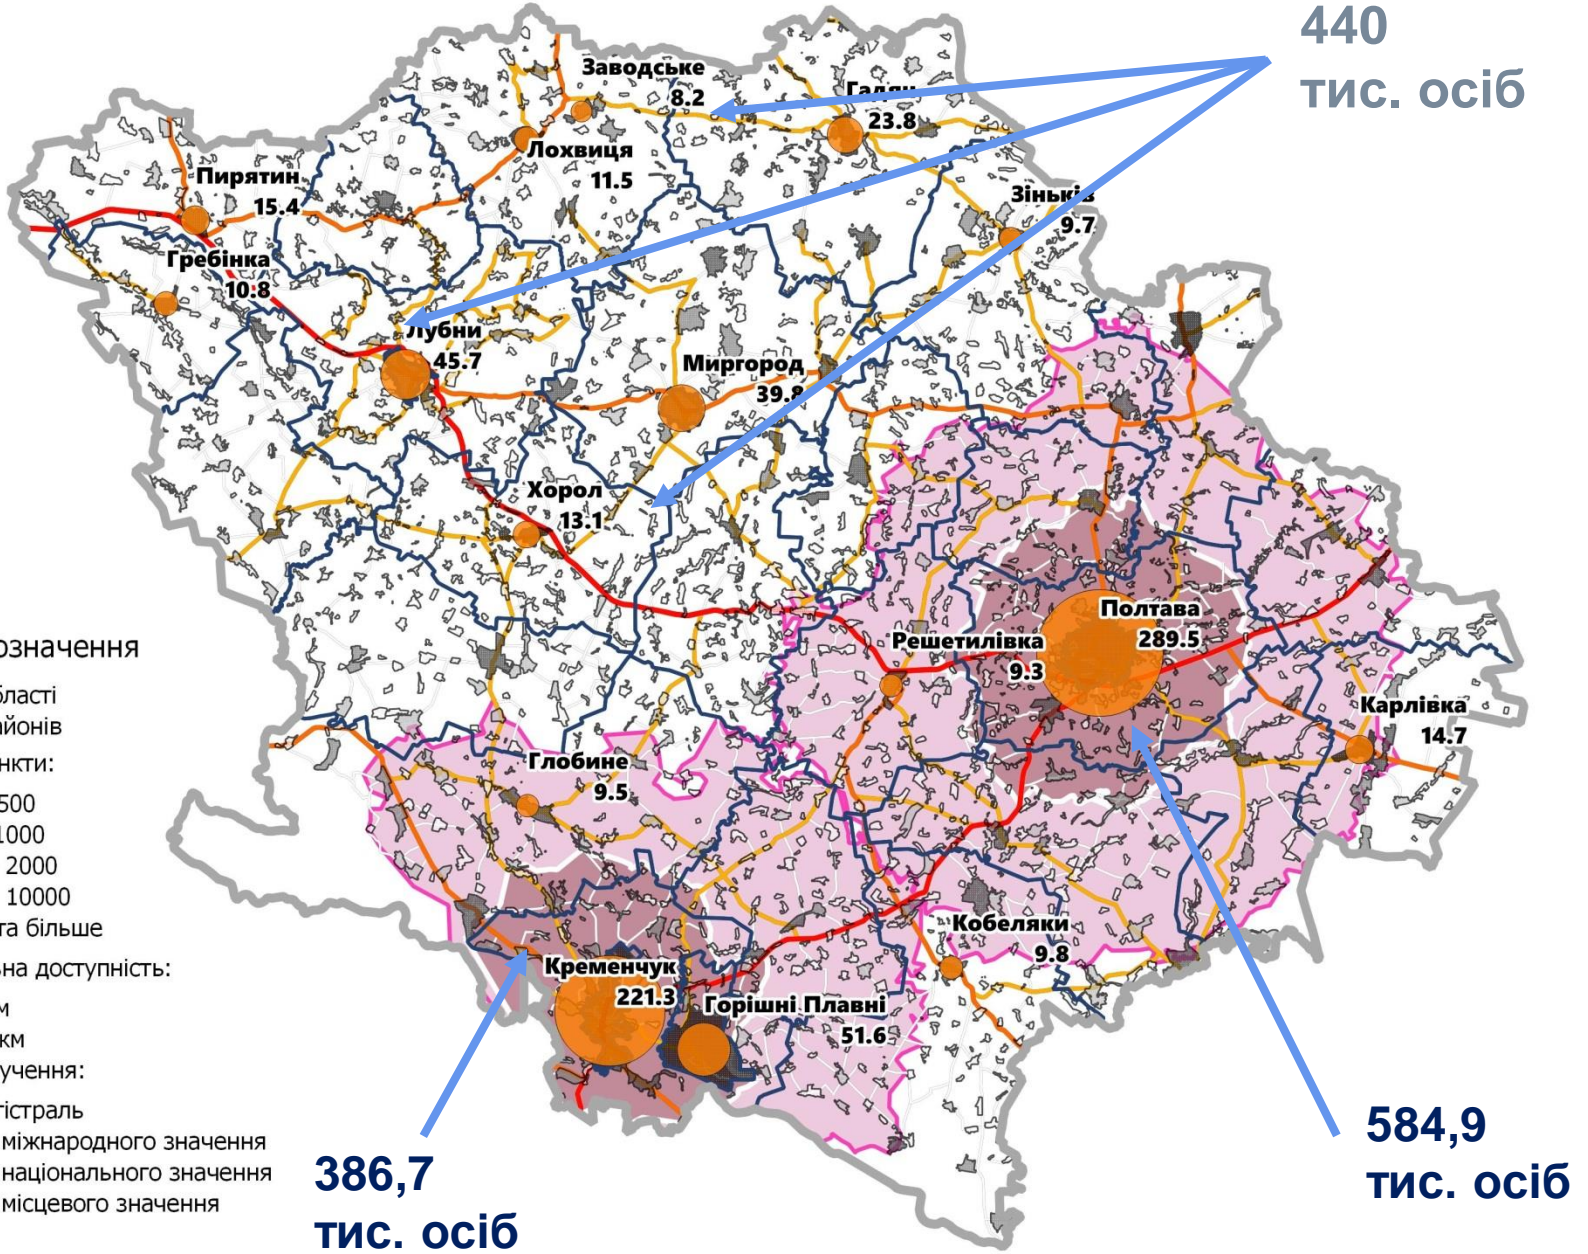 440
тис. осіб
Заводське
8.2
Гадяч
23.8
Лохвиця
11.5
Пирятин
15.4
Зіньків
9.7
Гребінка
10.8
Лубни
45.7
Миргород
39.8
Хорол
13.1
Полтава
289.5
Решетилівка
9.3
Карлівка
14.7
Глобине
9.5
Кобеляки
9.8
Кременчук
221.3
Горішні Плавні
51.6
означення
бласті
айонів
нкти:
500
1000
2000
10000
та більше
ьна доступність:
м
км
учення:
гістраль
міжнародного значення
національного значення
місцевого значення
386,7
тис. осіб
584,9
тис. осіб